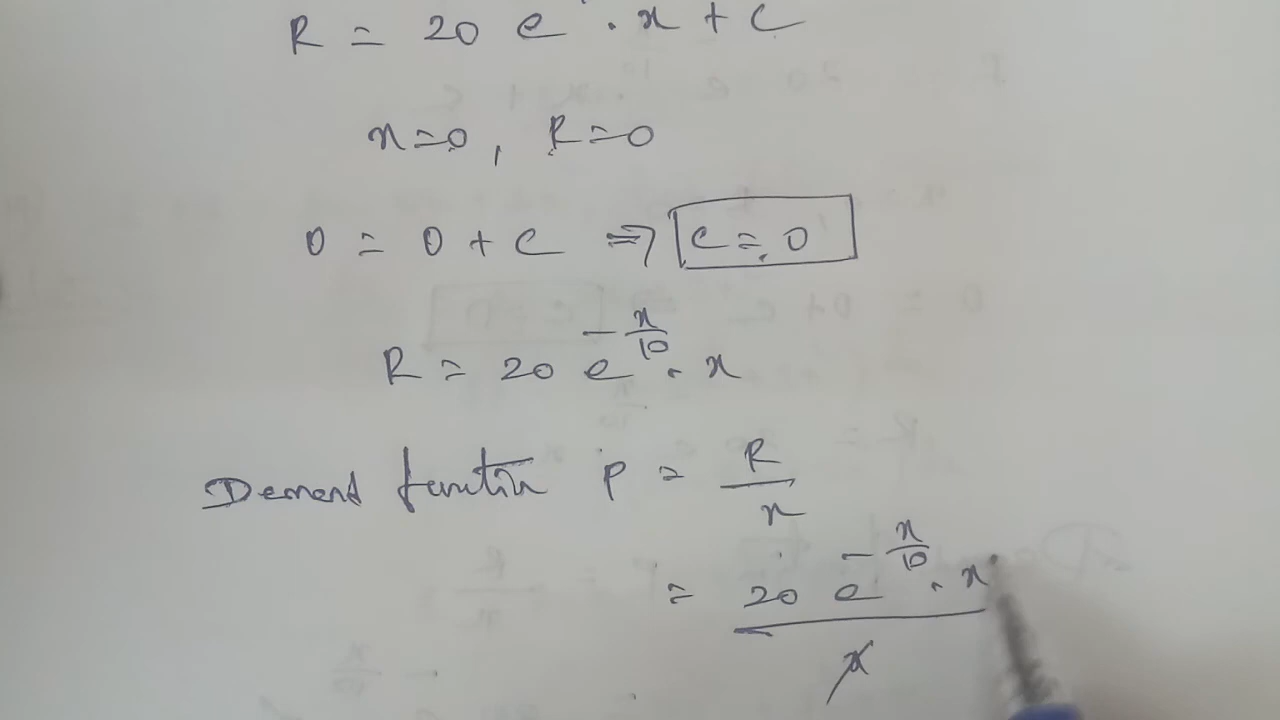 R = 20 e . x + c
x=0, R=0
0 = 0 + c ⇒ c = 0
R = 20 e^{-x/10} . x
Demand function P = R/x
= 20 e^{-x/10} . x / x